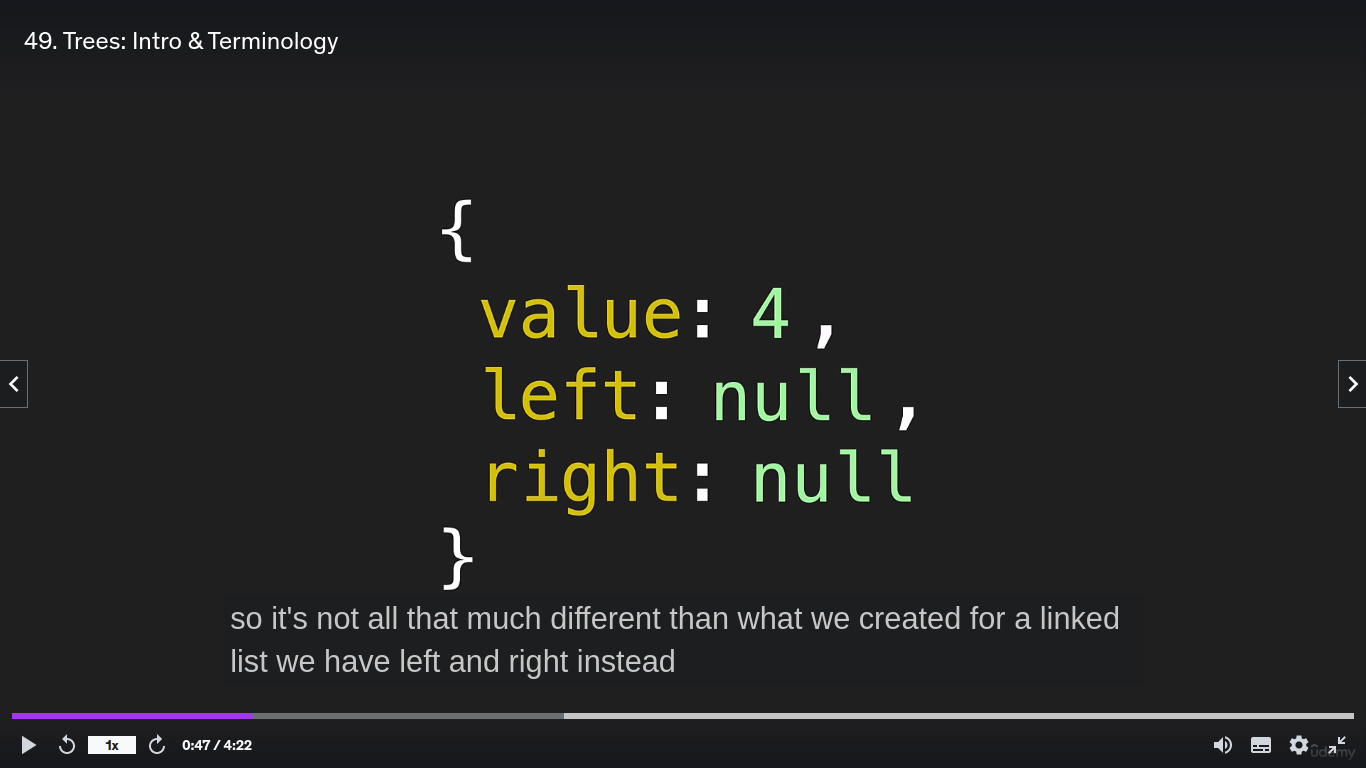 49. Trees: Intro & Terminology
{
value: 4,
left: null,
right: null
}
so it's not all that much different than what we created for a linked
list we have left and right instead
1x
0:47 / 4:22
ûdemy